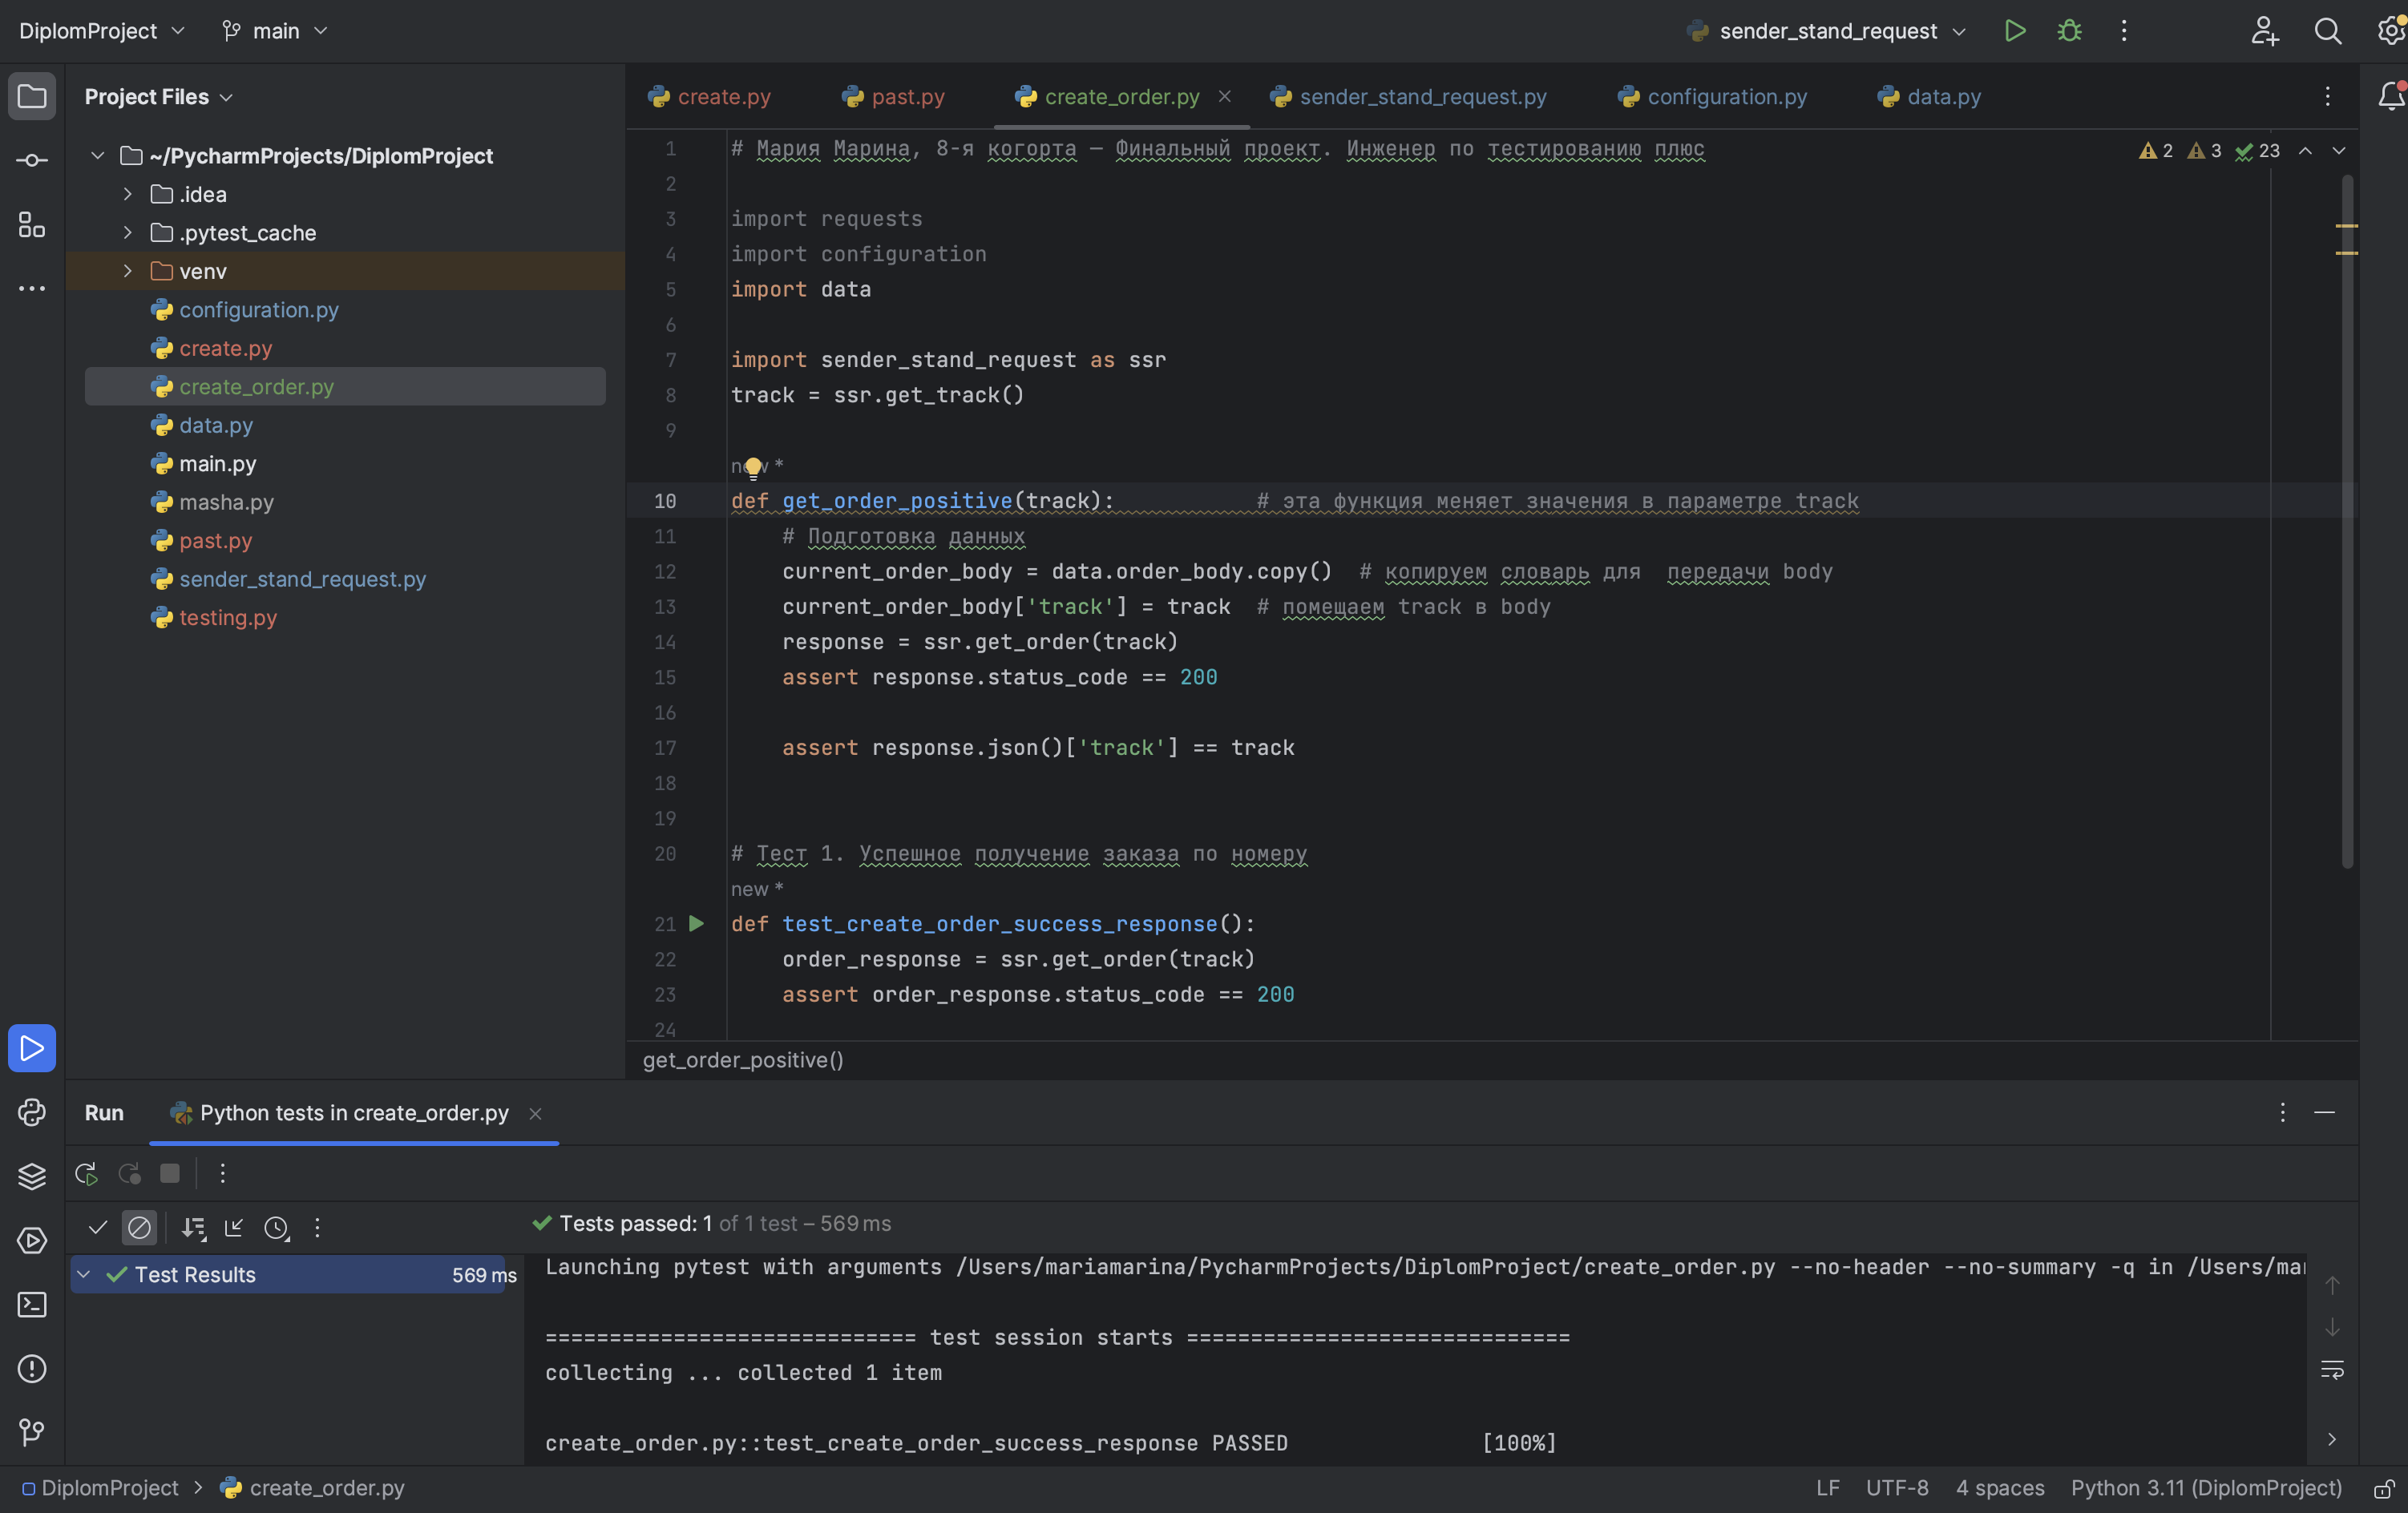 DiplomProject
main
sender_stand_request
Project Files
create.py
past.py
create_order.py
sender_stand_request.py
configuration.py
data.py
~/PycharmProjects/DiplomProject
.idea
.pytest_cache
venv
configuration.py
create.py
create_order.py
data.py
main.py
masha.py
past.py
sender_stand_request.py
testing.py
2 3 23
1 # Мария Марина, 8-я когорта — Финальный проект. Инженер по тестированию плюс
2
3 import requests
4 import configuration
5 import data
6
7 import sender_stand_request as ssr
8 track = ssr.get_track()
9
new *
10 def get_order_positive(track): # эта функция меняет значения в параметре track
11 # Подготовка данных
12 current_order_body = data.order_body.copy() # копируем словарь для передачи body
13 current_order_body['track'] = track # помещаем track в body
14 response = ssr.get_order(track)
15 assert response.status_code == 200
16
17 assert response.json()['track'] == track
18
19
20 # Тест 1. Успешное получение заказа по номеру
new *
21 def test_create_order_success_response():
22 order_response = ssr.get_order(track)
23 assert order_response.status_code == 200
24
get_order_positive()
Run
Python tests in create_order.py
Tests passed: 1 of 1 test – 569 ms
Test Results 569 ms
Launching pytest with arguments /Users/mariamarina/PycharmProjects/DiplomProject/create_order.py --no-header --no-summary -q in /Users/mar
============================= test session starts ==============================
collecting ... collected 1 item
create_order.py::test_create_order_success_response PASSED [100%]
DiplomProject > create_order.py
LF UTF-8 4 spaces Python 3.11 (DiplomProject)